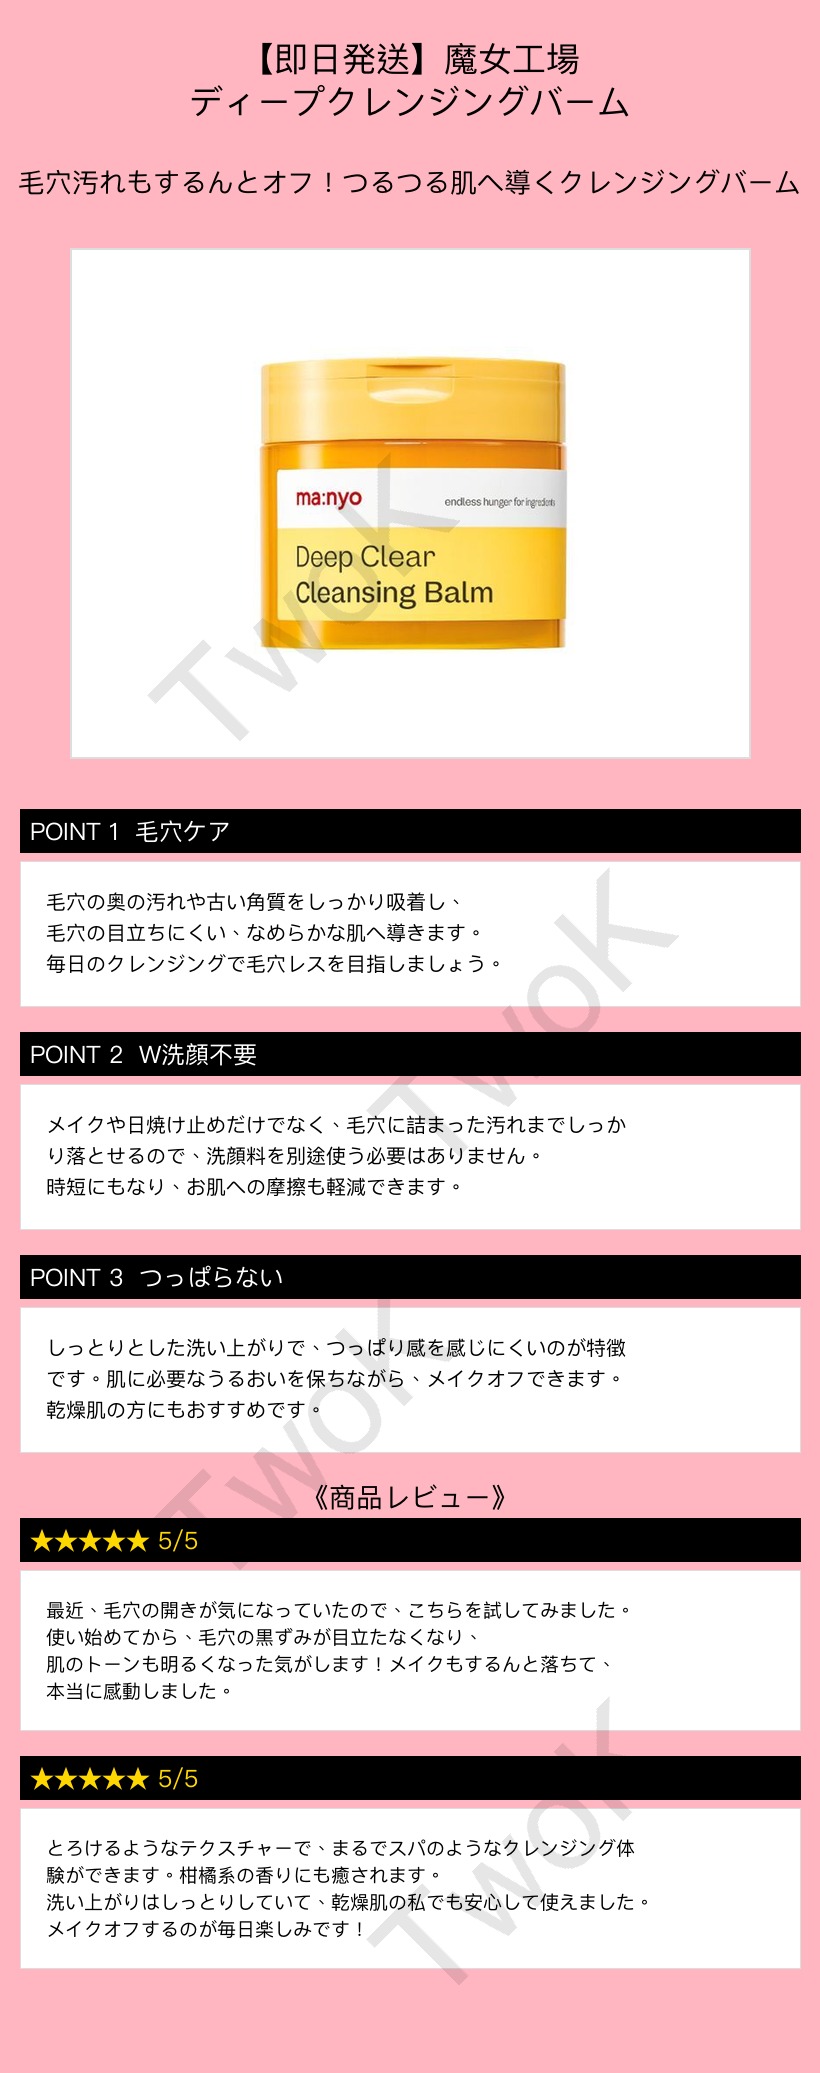 【即日発送】魔女工場
ディープクレンジングバーム
毛穴汚れもするんとオフ！つるつる肌へ導くクレンジングバーム
ma:nyo
endless hunger for ingredients
Deep Clear
Cleansing Balm
TwoK
POINT 1 毛穴ケア
毛穴の奥の汚れや古い角質をしっかり吸着し、
毛穴の目立ちにくい、なめらかな肌へ導きます。
毎日のクレンジングで毛穴レスを目指しましょう。
TwoK
POINT 2 W洗顔不要
メイクや日焼け止めだけでなく、毛穴に詰まった汚れまでしっか
り落とせるので、洗顔料を別途使う必要はありません。
時短にもなり、お肌への摩擦も軽減できます。
POINT 3 つっぱらない
しっとりとした洗い上がりで、つっぱり感を感じにくいのが特徴
です。肌に必要なうるおいを保ちながら、メイクオフできます。
乾燥肌の方にもおすすめです。
TwoK
《商品レビュー》
★★★★★ 5/5
最近、毛穴の開きが気になっていたので、こちらを試してみました。
使い始めてから、毛穴の黒ずみが目立たなくなり、
肌のトーンも明るくなった気がします！メイクもするんと落ちて、
本当に感動しました。
★★★★★ 5/5
とろけるようなテクスチャーで、まるでスパのようなクレンジング体
験ができます。柑橘系の香りにも癒されます。
洗い上がりはしっとりしていて、乾燥肌の私でも安心して使えました。
メイクオフするのが毎日楽しみです！
TwoK